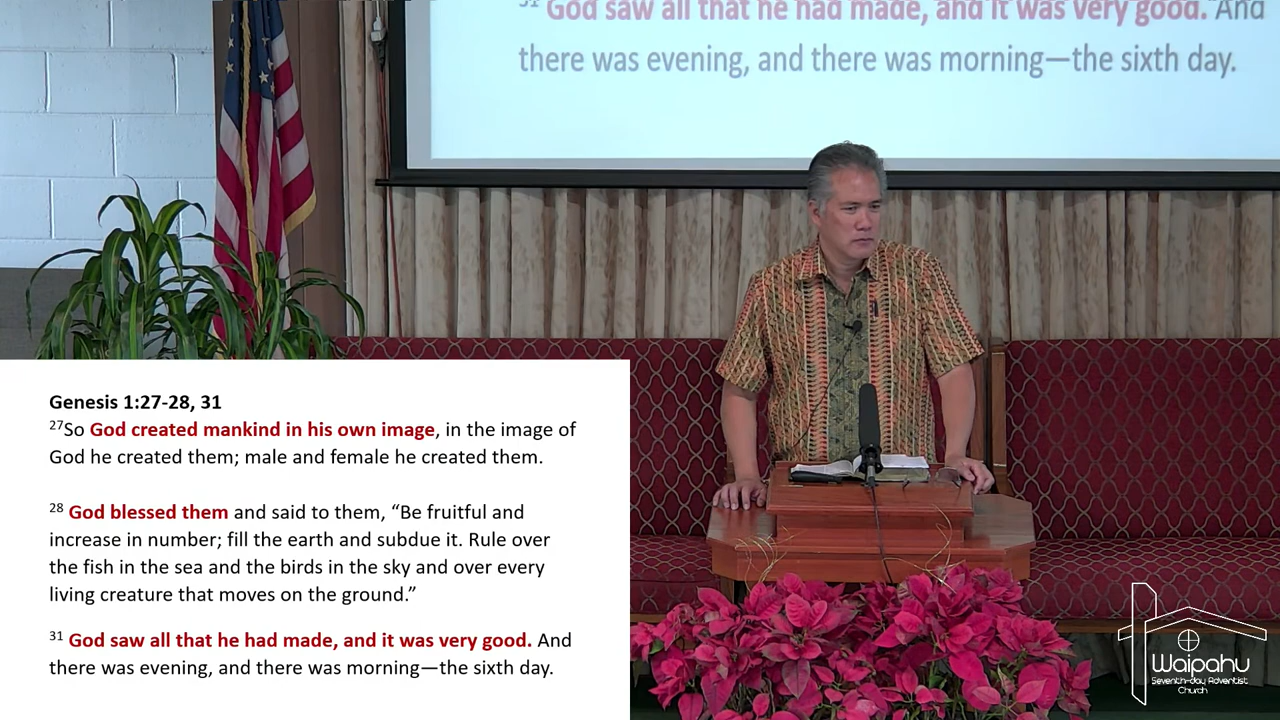 31 God saw all that he had made, and it was very good. And
there was evening, and there was morning—the sixth day.
Genesis 1:27-28, 31
27So God created mankind in his own image, in the image of
God he created them; male and female he created them.
28 God blessed them and said to them, “Be fruitful and
increase in number; fill the earth and subdue it. Rule over
the fish in the sea and the birds in the sky and over every
living creature that moves on the ground.”
31 God saw all that he had made, and it was very good. And
there was evening, and there was morning—the sixth day.
Waipahu
Seventh-day Adventist
Church